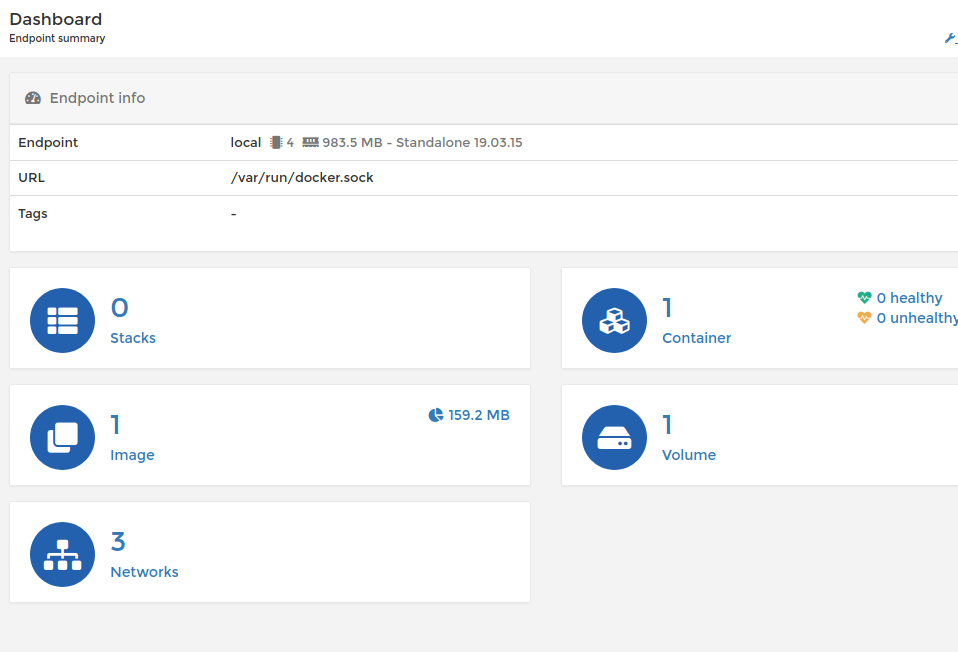 Dashboard
Endpoint summary
Endpoint info
Endpoint local 4 983.5 MB - Standalone 19.03.15
URL /var/run/docker.sock
Tags -
0
Stacks
1
Container
0 healthy
0 unhealthy
1
Image
159.2 MB
1
Volume
3
Networks